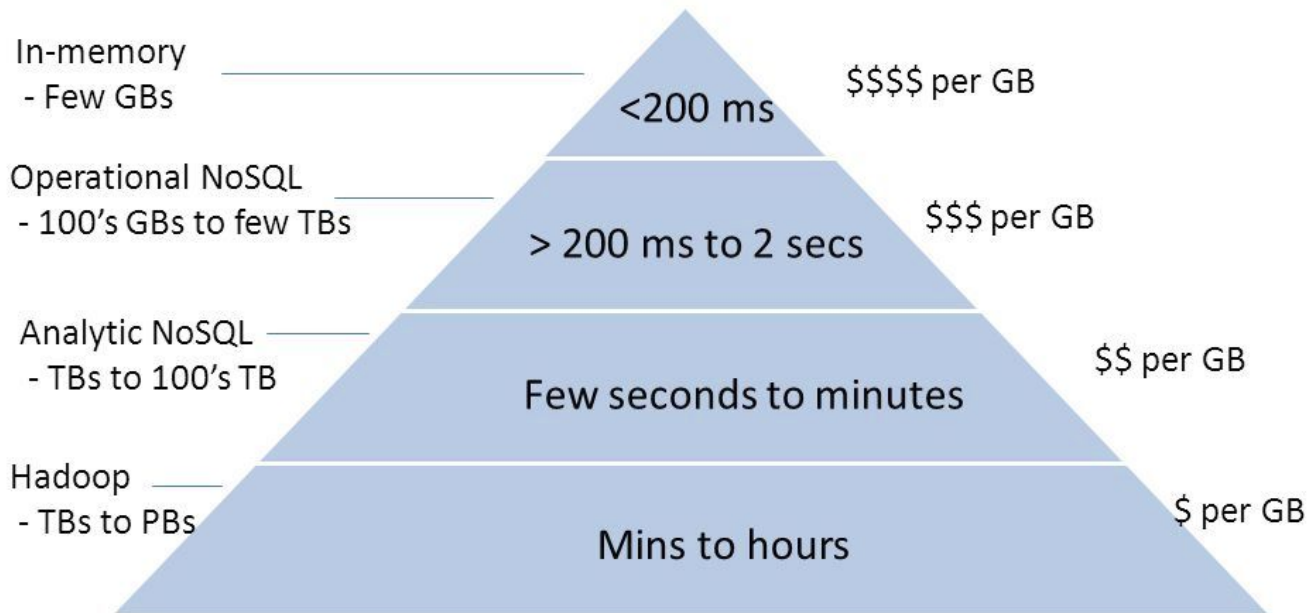 In-memory
- Few GBs
<200 ms
$$$$ per GB
Operational NoSQL
- 100’s GBs to few TBs
> 200 ms to 2 secs
$$$ per GB
Analytic NoSQL
- TBs to 100’s TB
Few seconds to minutes
$$ per GB
Hadoop
- TBs to PBs
Mins to hours
$ per GB